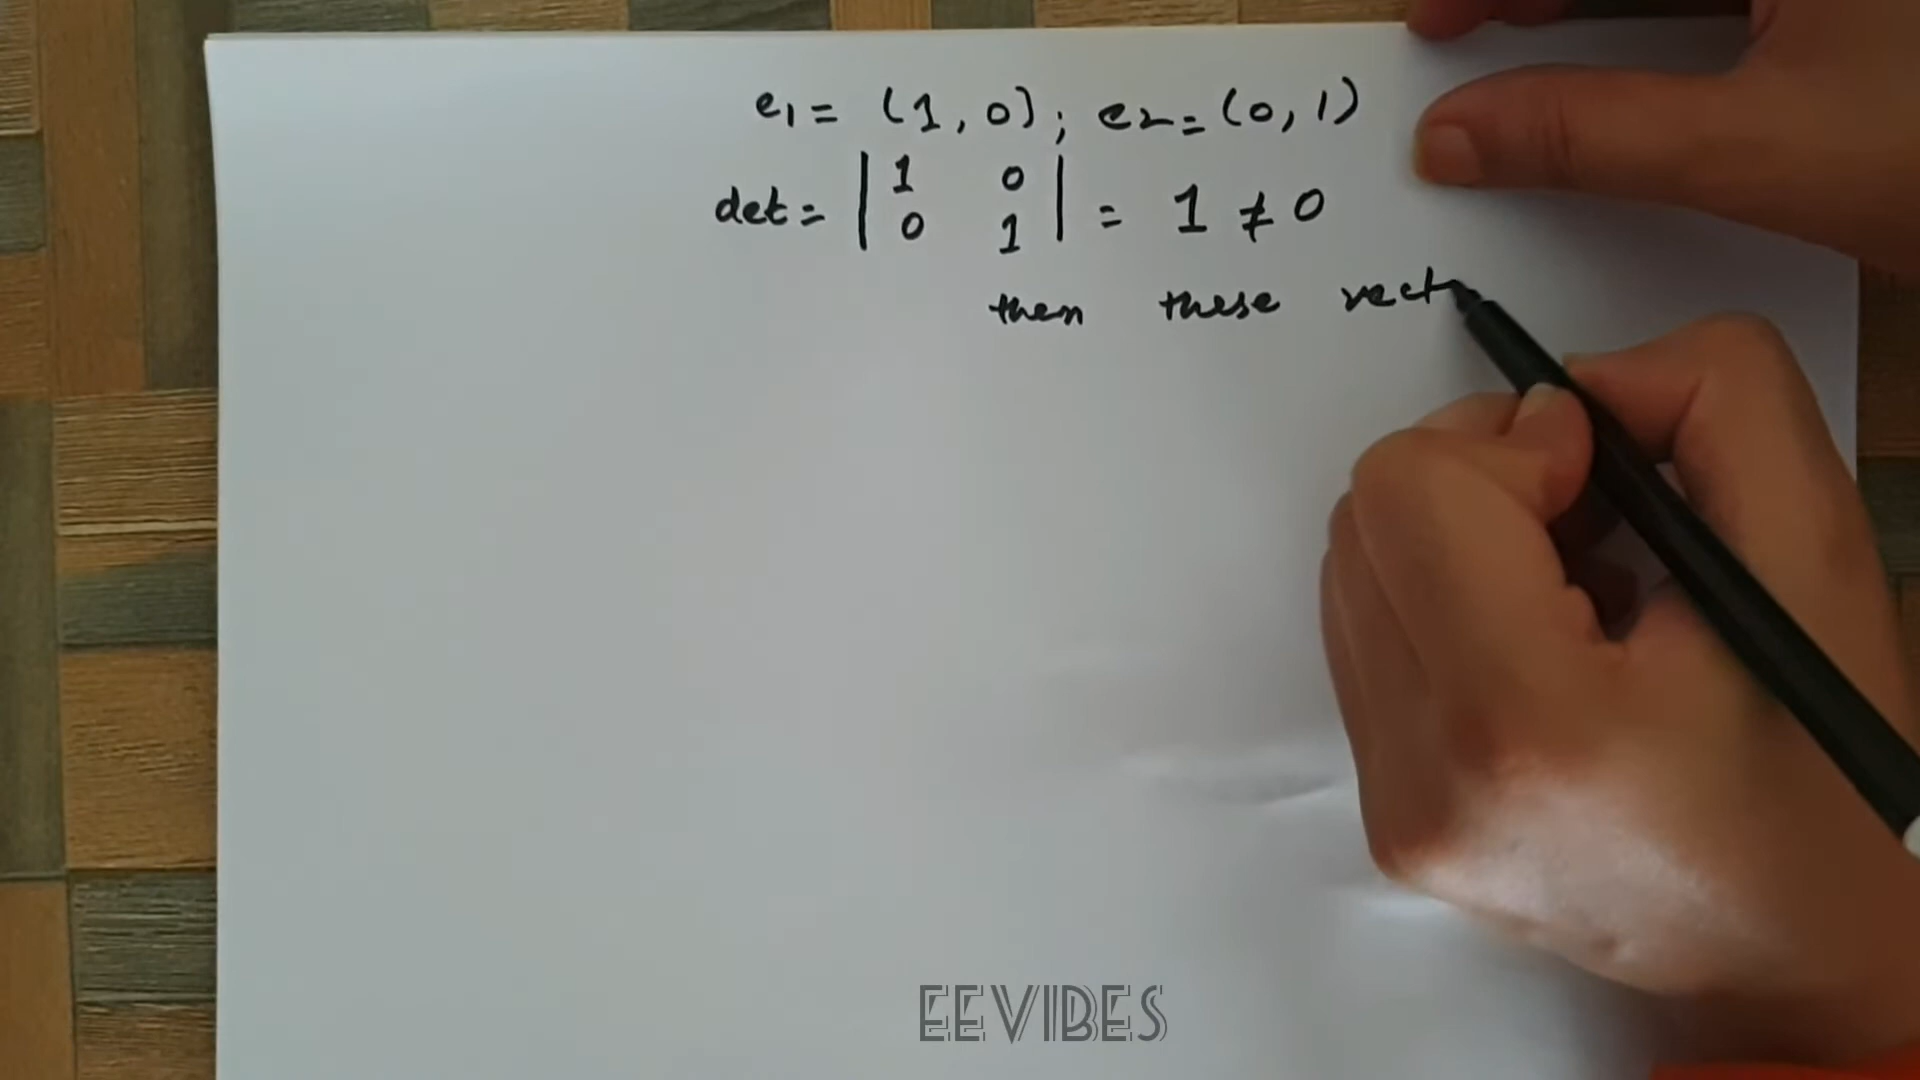 e1 = (1, 0); e2 = (0, 1)
det = | 1 0 | = 1 ≠ 0
| 0 1 |
then these vect
EEVIBES